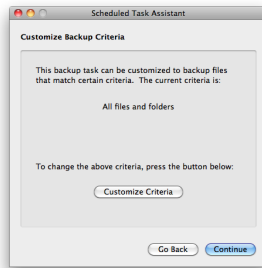 Scheduled Task Assistant
Customize Backup Criteria
This backup task can be customized to backup files
that match certain criteria. The current criteria is:
All files and folders
To change the above criteria, press the button below:
Customize Criteria
Go Back Continue